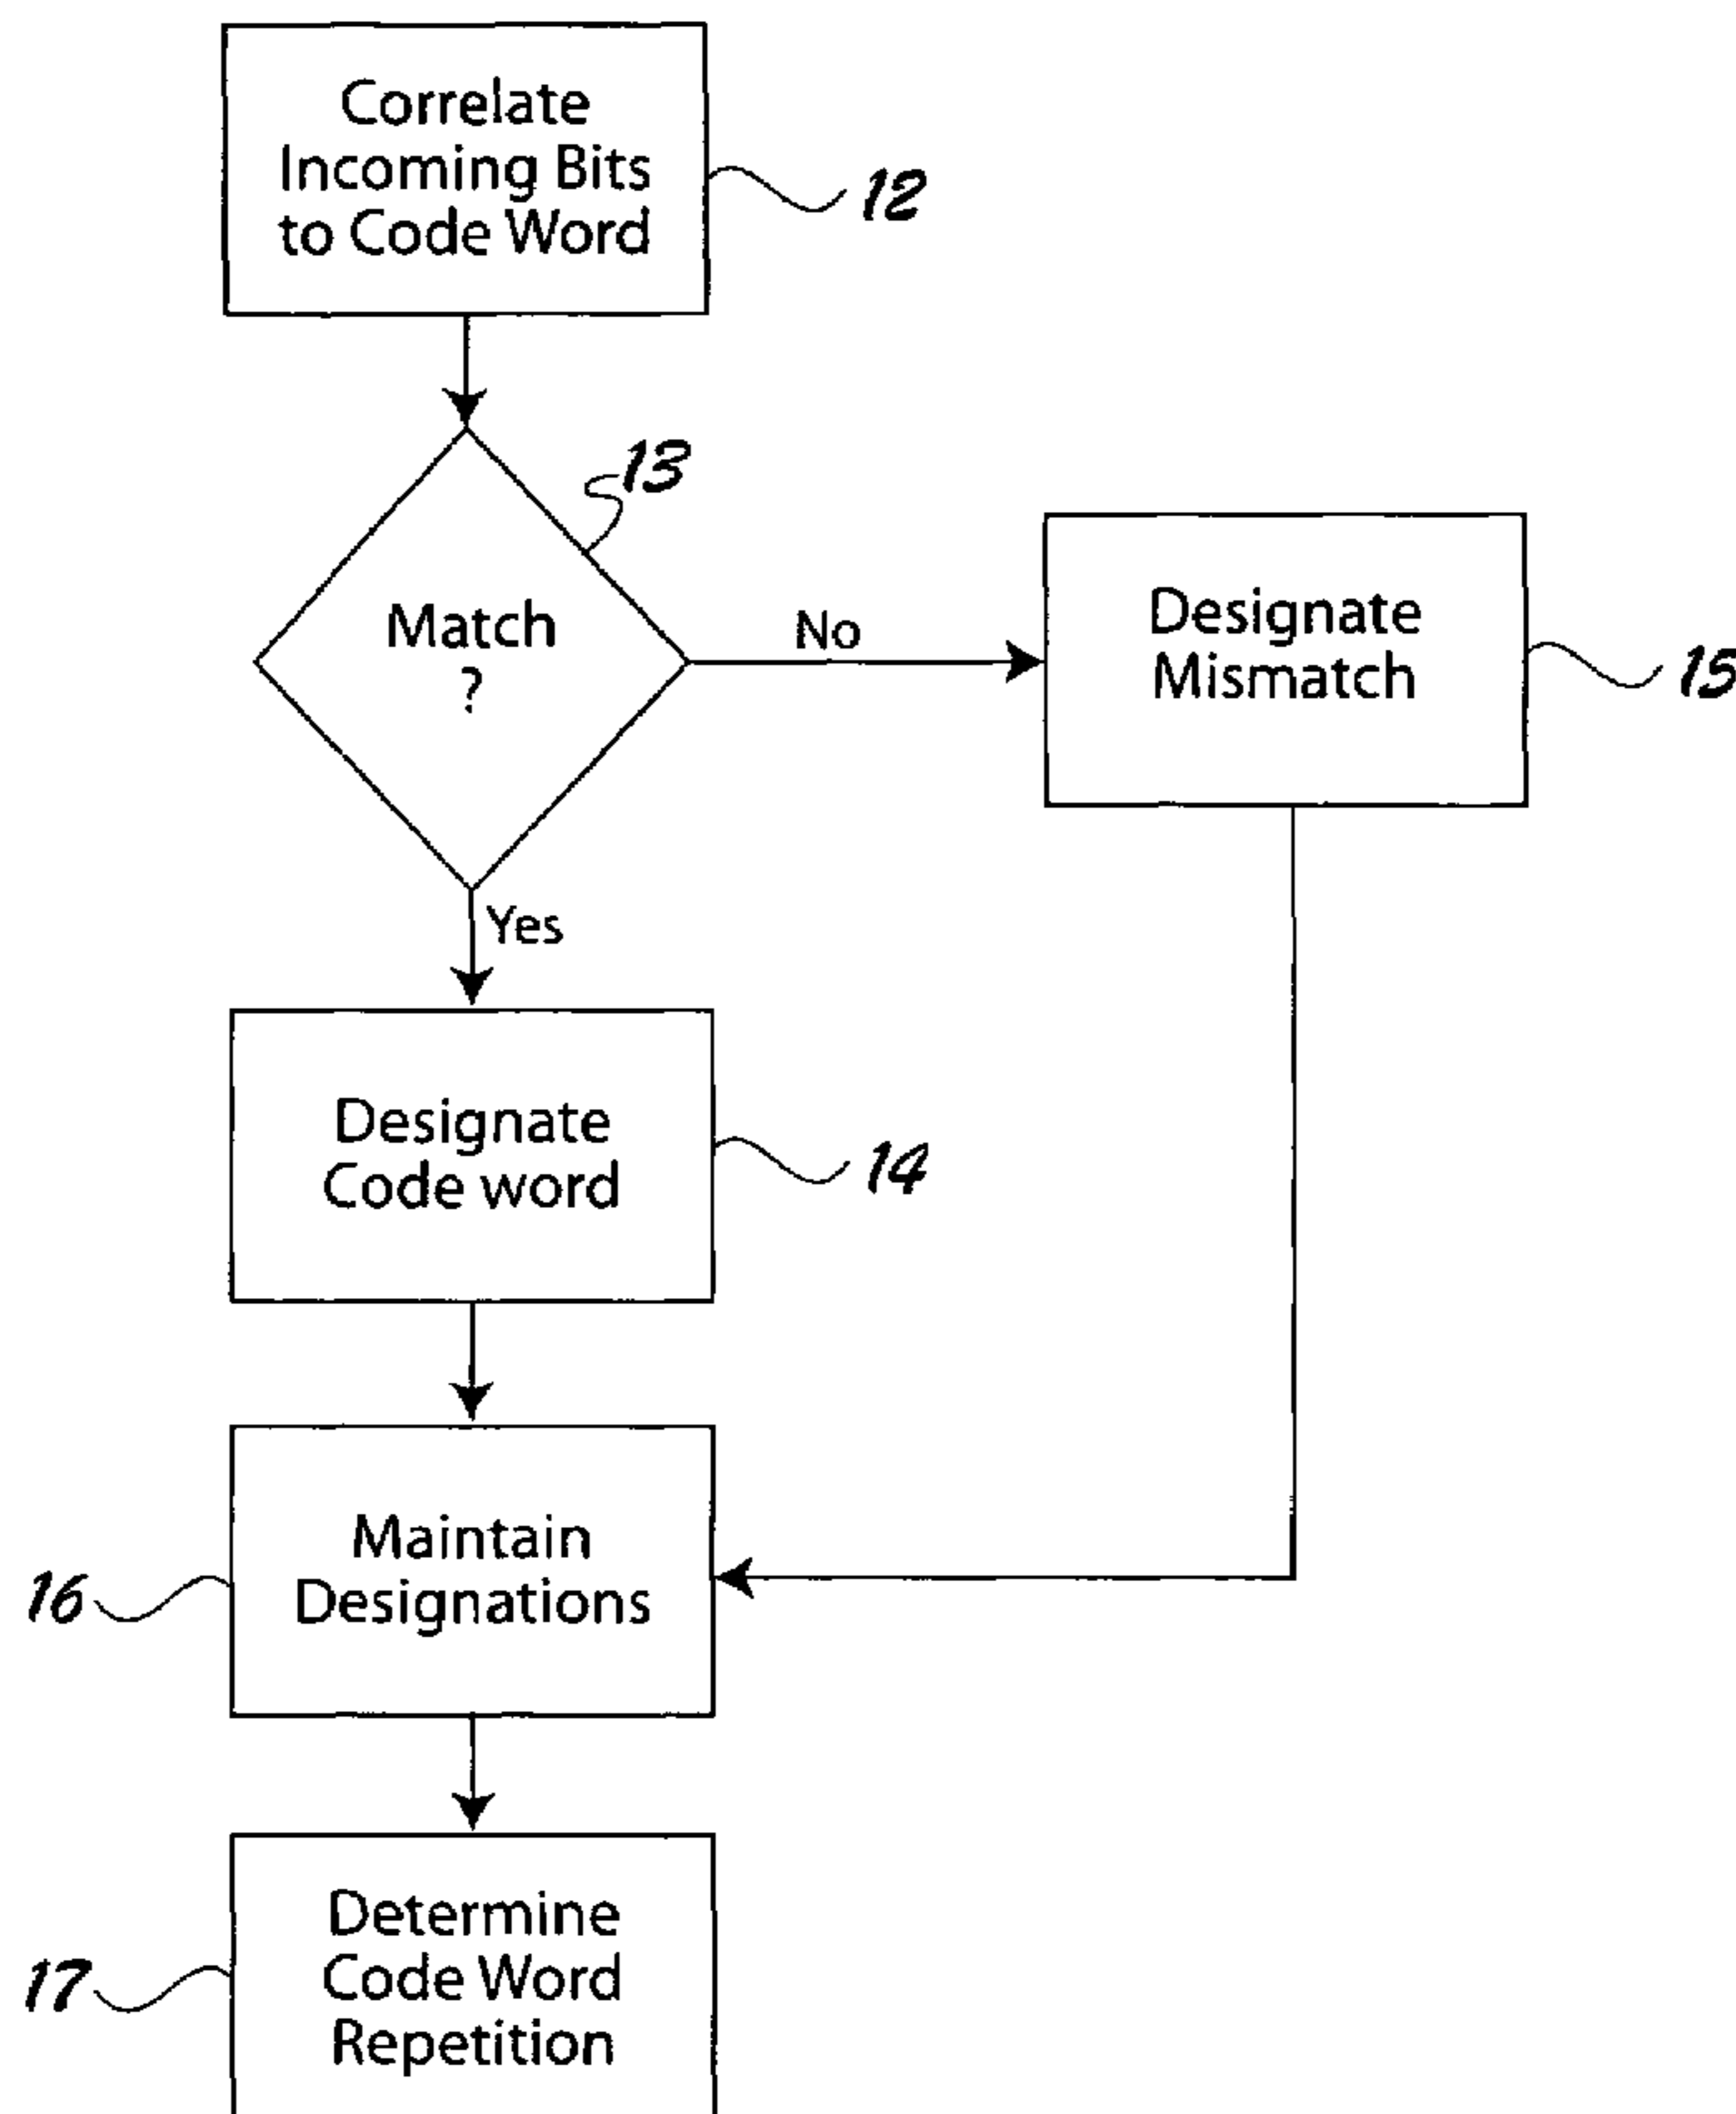 Correlate
Incoming Bits
to Code Word
12
13
Match
?
No
Designate
Mismatch
15
Yes
Designate
Code word
14
Maintain
Designations
16
Determine
Code Word
Repetition
17